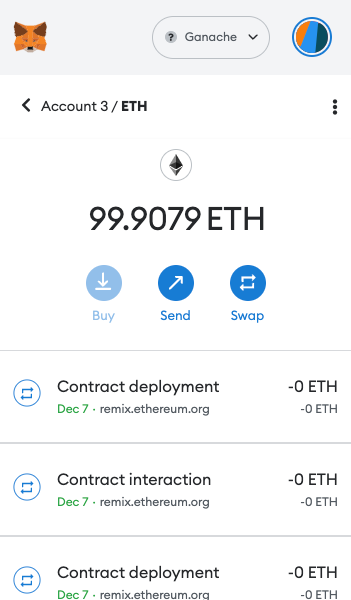 ? Ganache
Account 3 / ETH
99.9079 ETH
Buy Send Swap
Contract deployment -0 ETH
Dec 7 · remix.ethereum.org -0 ETH
Contract interaction -0 ETH
Dec 7 · remix.ethereum.org -0 ETH
Contract deployment -0 ETH
Dec 7 · remix.ethereum.org -0 ETH